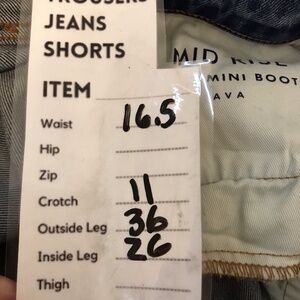 TROUSERS
JEANS
SHORTS
ITEM
Waist 16.5
Hip
Zip
Crotch 11
Outside Leg 36
Inside Leg 26
Thigh
MID RISE
MINI BOOT
AVA